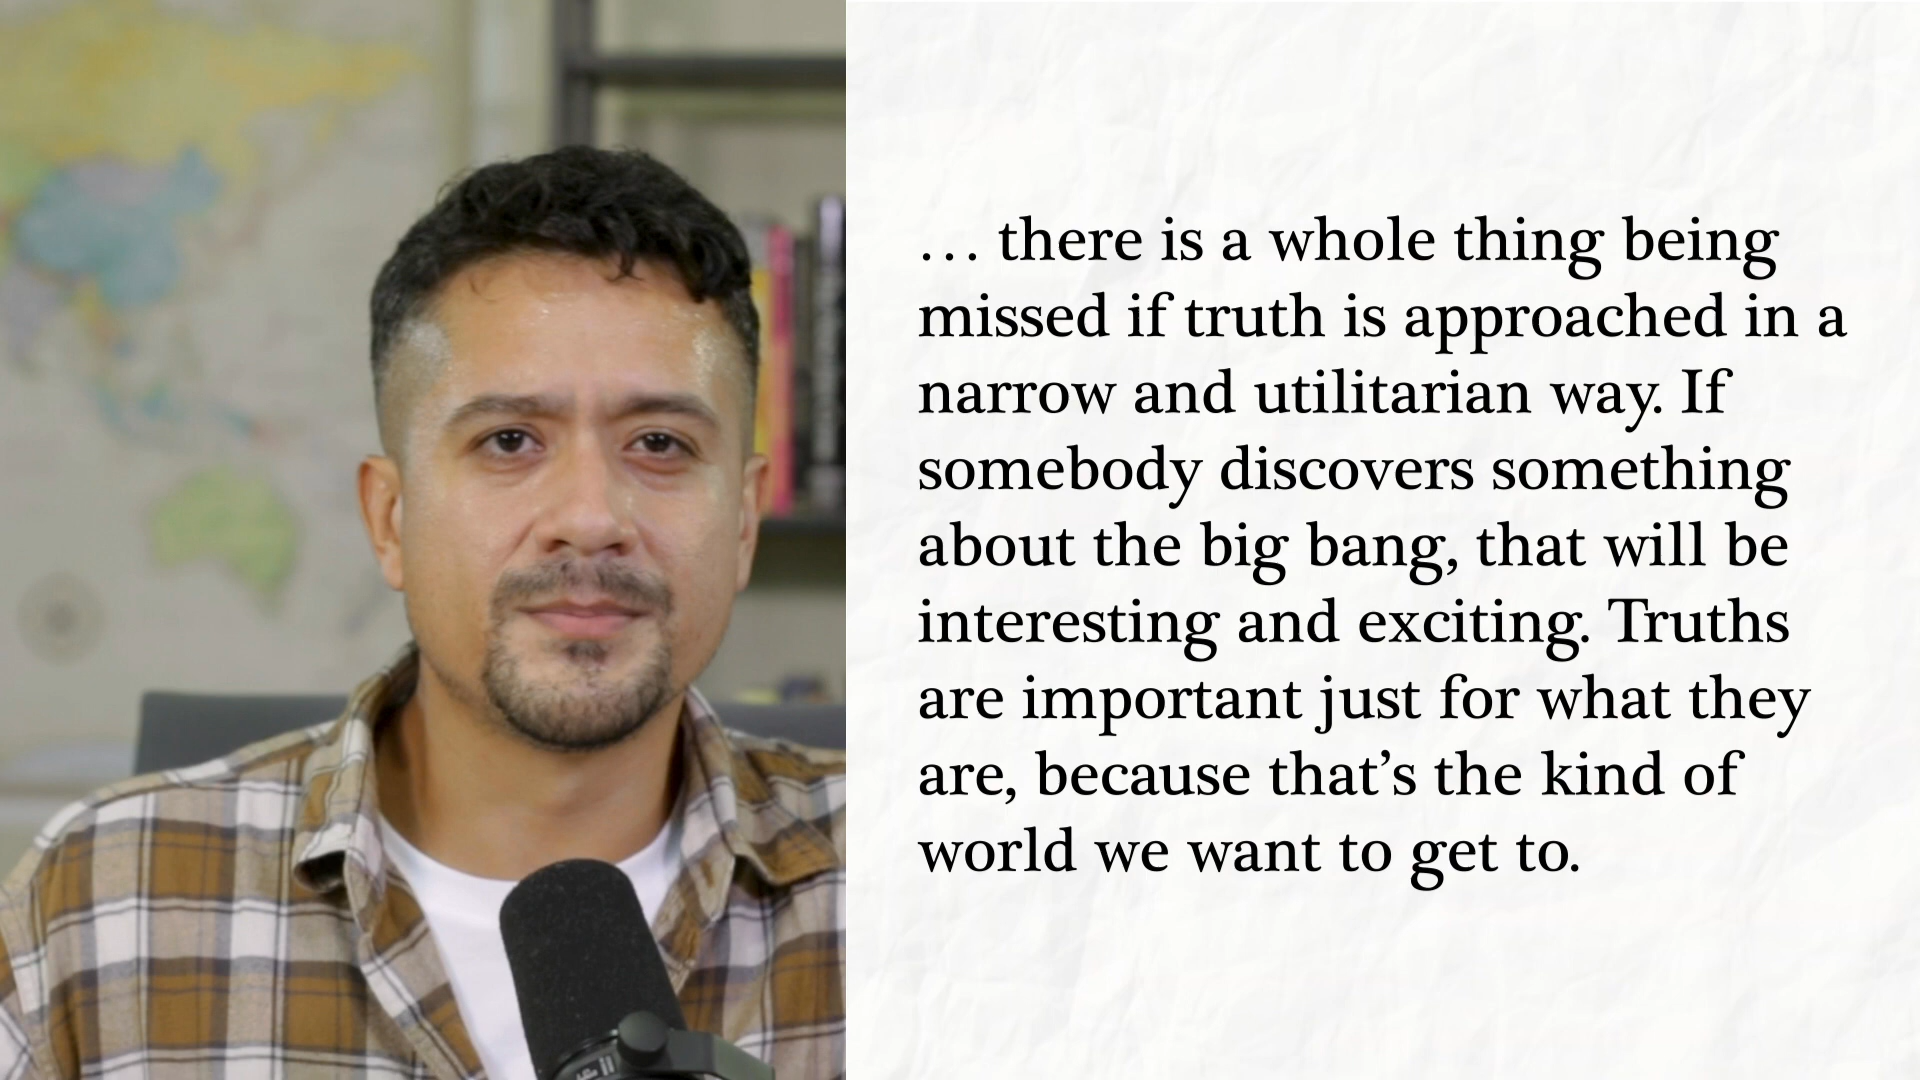 … there is a whole thing being
missed if truth is approached in a
narrow and utilitarian way. If
somebody discovers something
about the big bang, that will be
interesting and exciting. Truths
are important just for what they
are, because that’s the kind of
world we want to get to.